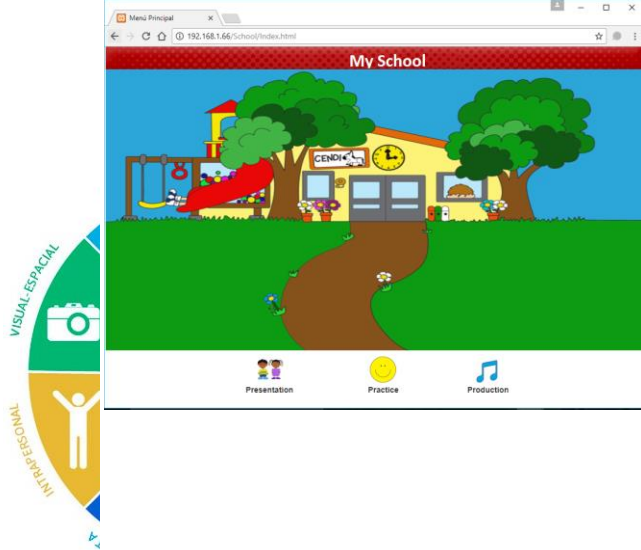 Menú Principal
192.168.1.66/School/Index.html
My School
CENDI
VISUAL-ESPACIAL
INTRAPERSONAL
Presentation
Practice
Production